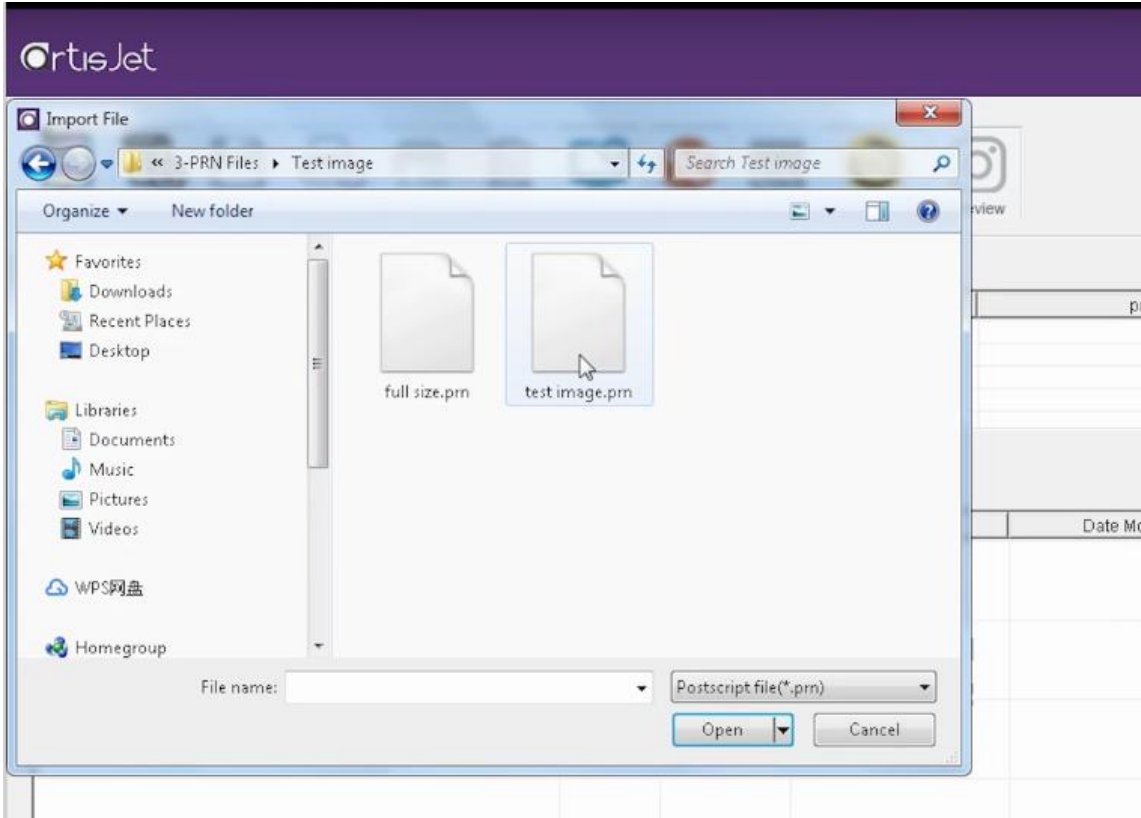 artisJet
Import File
« 3-PRN Files ▸ Test image
Search Test image
Organize
New folder
view
Favorites
Downloads
Recent Places
Desktop
Libraries
Documents
Music
Pictures
Videos
WPS网盘
Homegroup
full size.prn
test image.prn
Date Mo
File name:
Postscript file(*.prn)
Open
Cancel